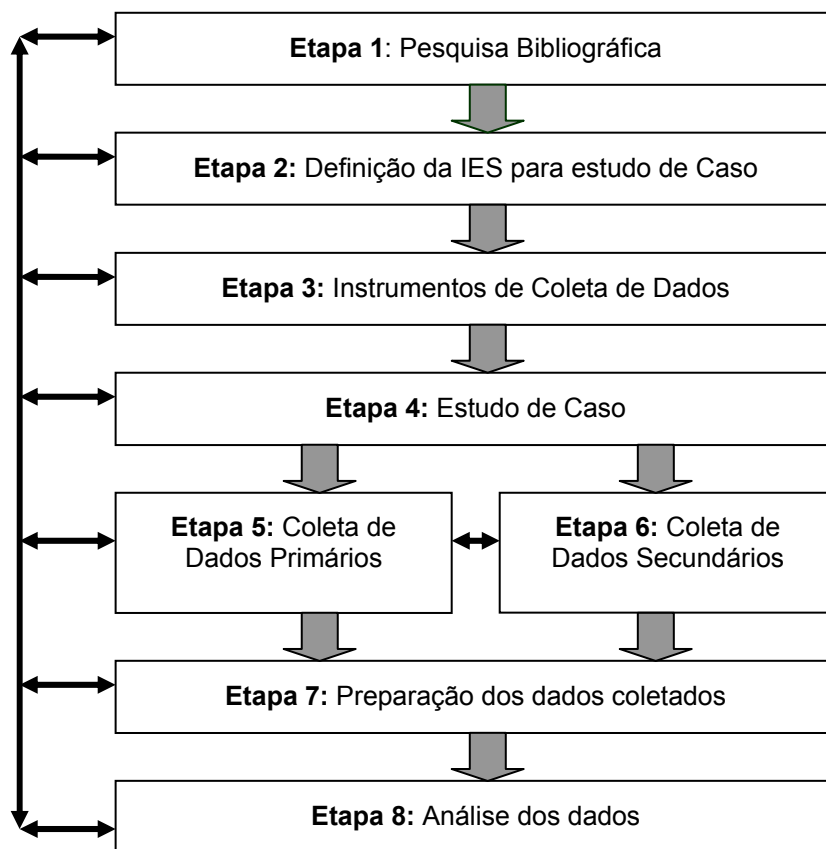 Etapa 1: Pesquisa Bibliográfica
Etapa 2: Definição da IES para estudo de Caso
Etapa 3: Instrumentos de Coleta de Dados
Etapa 4: Estudo de Caso
Etapa 5: Coleta de
Dados Primários
Etapa 6: Coleta de
Dados Secundários
Etapa 7: Preparação dos dados coletados
Etapa 8: Análise dos dados